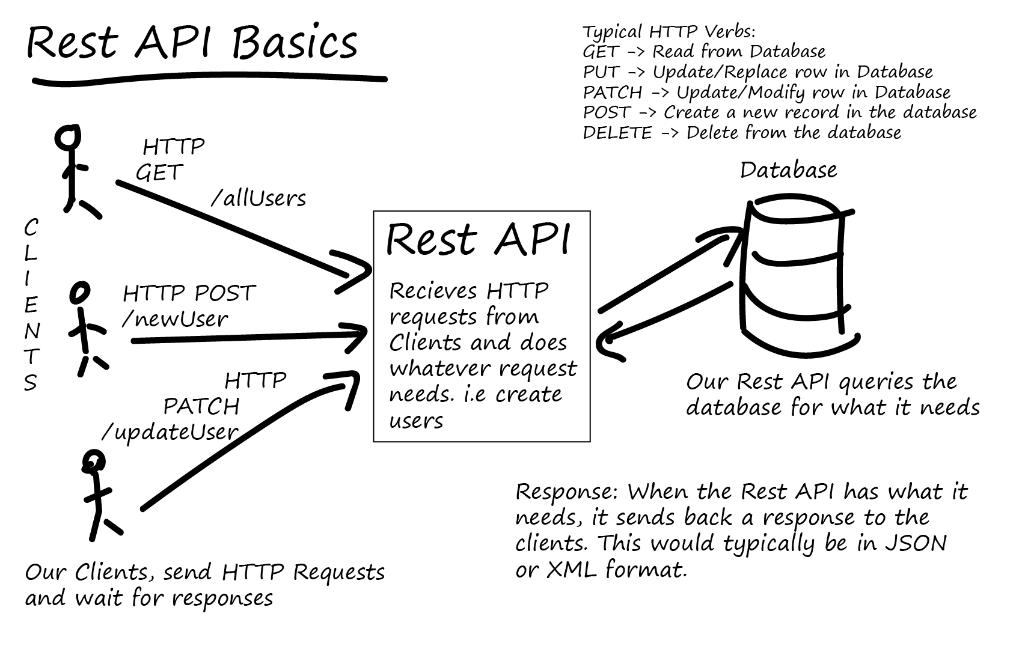 Rest API Basics
Typical HTTP Verbs:
GET -> Read from Database
PUT -> Update/Replace row in Database
PATCH -> Update/Modify row in Database
POST -> Create a new record in the database
DELETE -> Delete from the database
CLIENTS
HTTP
GET
/allUsers
HTTP POST
/newUser
HTTP
PATCH
/updateUser
Rest API
Recieves HTTP
requests from
Clients and does
whatever request
needs. i.e create
users
Database
Our Rest API queries the
database for what it needs
Response: When the Rest API has what it
needs, it sends back a response to the
clients. This would typically be in JSON
or XML format.
Our Clients, send HTTP Requests
and wait for responses